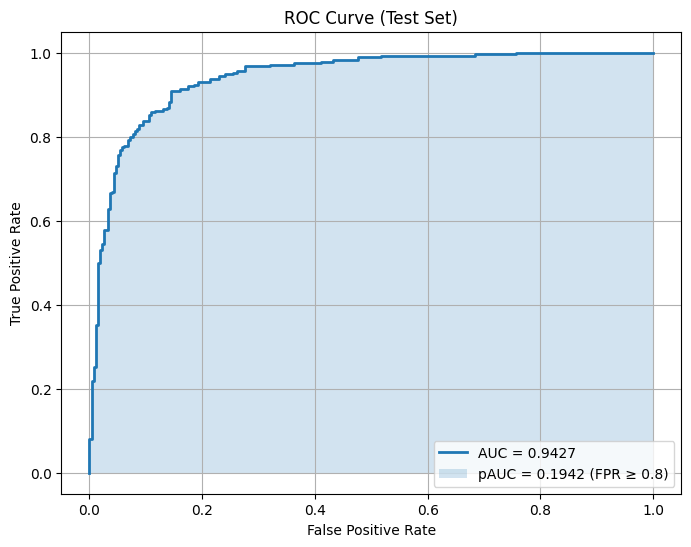 ROC Curve (Test Set)
True Positive Rate
1.0
0.8
0.6
0.4
0.2
0.0
AUC = 0.9427
pAUC = 0.1942 (FPR ≥ 0.8)
0.0 0.2 0.4 0.6 0.8 1.0
False Positive Rate